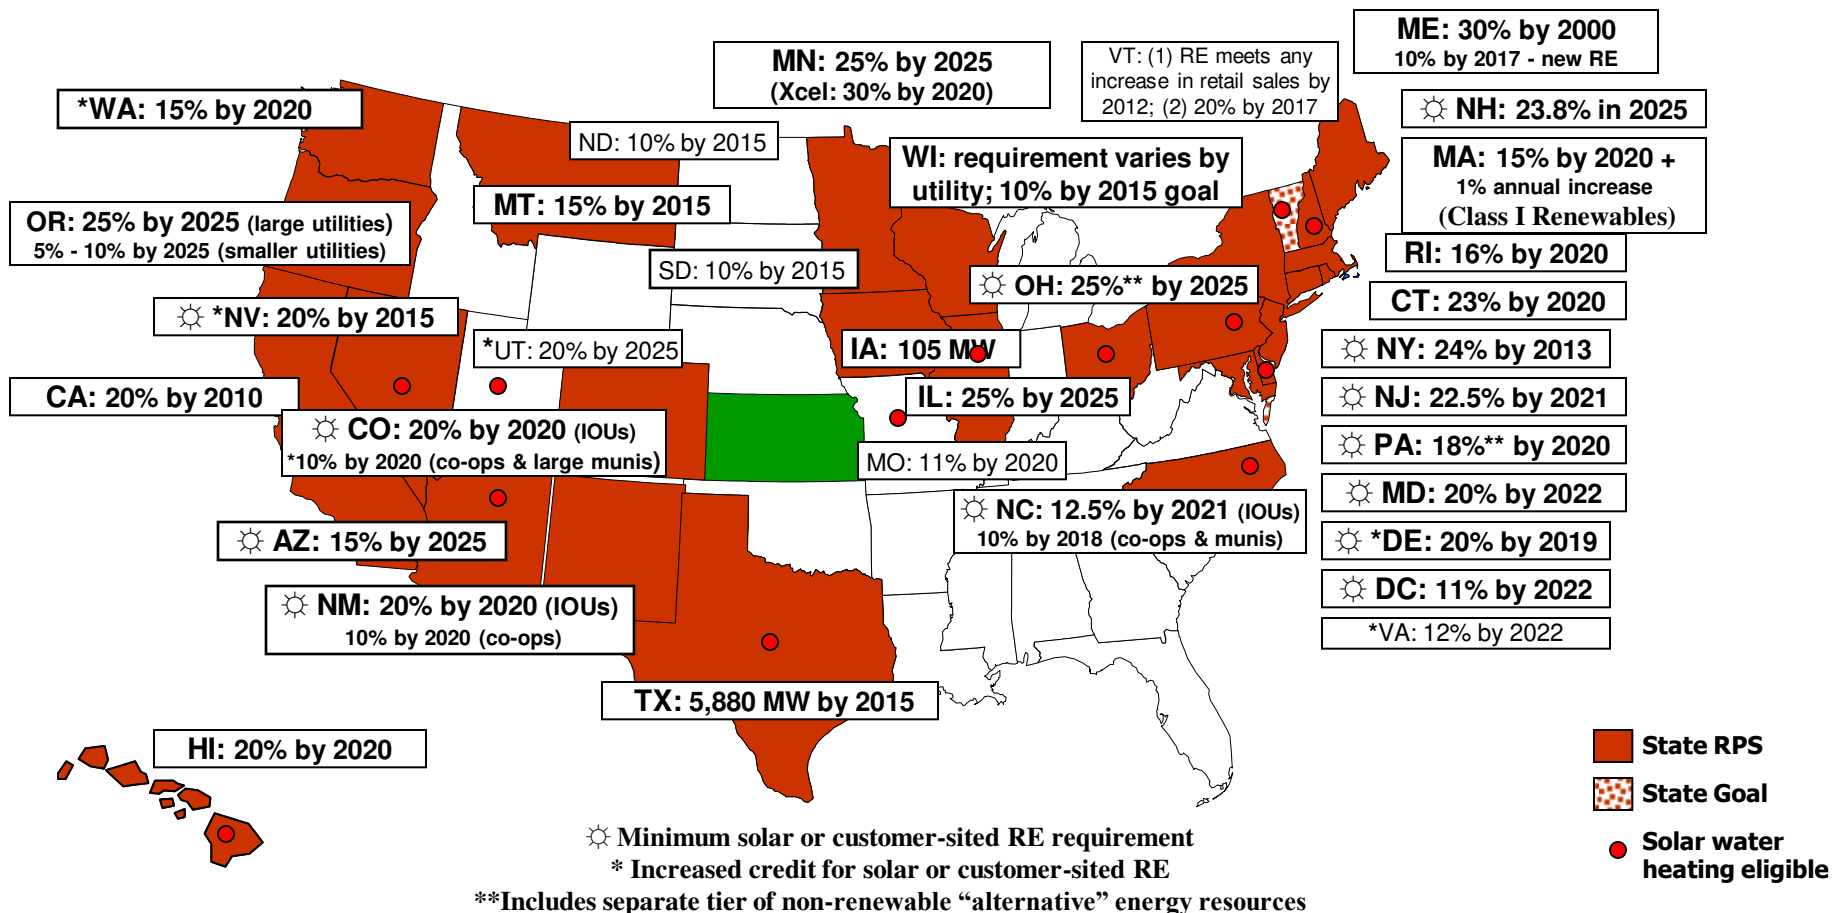 ME: 30% by 2000
10% by 2017 - new RE
MN: 25% by 2025
(Xcel: 30% by 2020)
VT: (1) RE meets any
increase in retail sales by
2012; (2) 20% by 2017
*WA: 15% by 2020
☼ NH: 23.8% in 2025
ND: 10% by 2015
WI: requirement varies by
utility; 10% by 2015 goal
MA: 15% by 2020 +
1% annual increase
(Class I Renewables)
MT: 15% by 2015
OR: 25% by 2025 (large utilities)
5% - 10% by 2025 (smaller utilities)
RI: 16% by 2020
SD: 10% by 2015
☼ OH: 25%** by 2025
CT: 23% by 2020
☼ *NV: 20% by 2015
*UT: 20% by 2025
IA: 105 MW
☼ NY: 24% by 2013
CA: 20% by 2010
IL: 25% by 2025
☼ NJ: 22.5% by 2021
☼ CO: 20% by 2020 (IOUs)
*10% by 2020 (co-ops & large munis)
MO: 11% by 2020
☼ PA: 18%** by 2020
☼ MD: 20% by 2022
☼ NC: 12.5% by 2021 (IOUs)
10% by 2018 (co-ops & munis)
☼ AZ: 15% by 2025
☼ *DE: 20% by 2019
☼ DC: 11% by 2022
☼ NM: 20% by 2020 (IOUs)
10% by 2020 (co-ops)
*VA: 12% by 2022
TX: 5,880 MW by 2015
HI: 20% by 2020
State RPS
State Goal
Solar water
heating eligible
☼ Minimum solar or customer-sited RE requirement
* Increased credit for solar or customer-sited RE
**Includes separate tier of non-renewable “alternative” energy resources